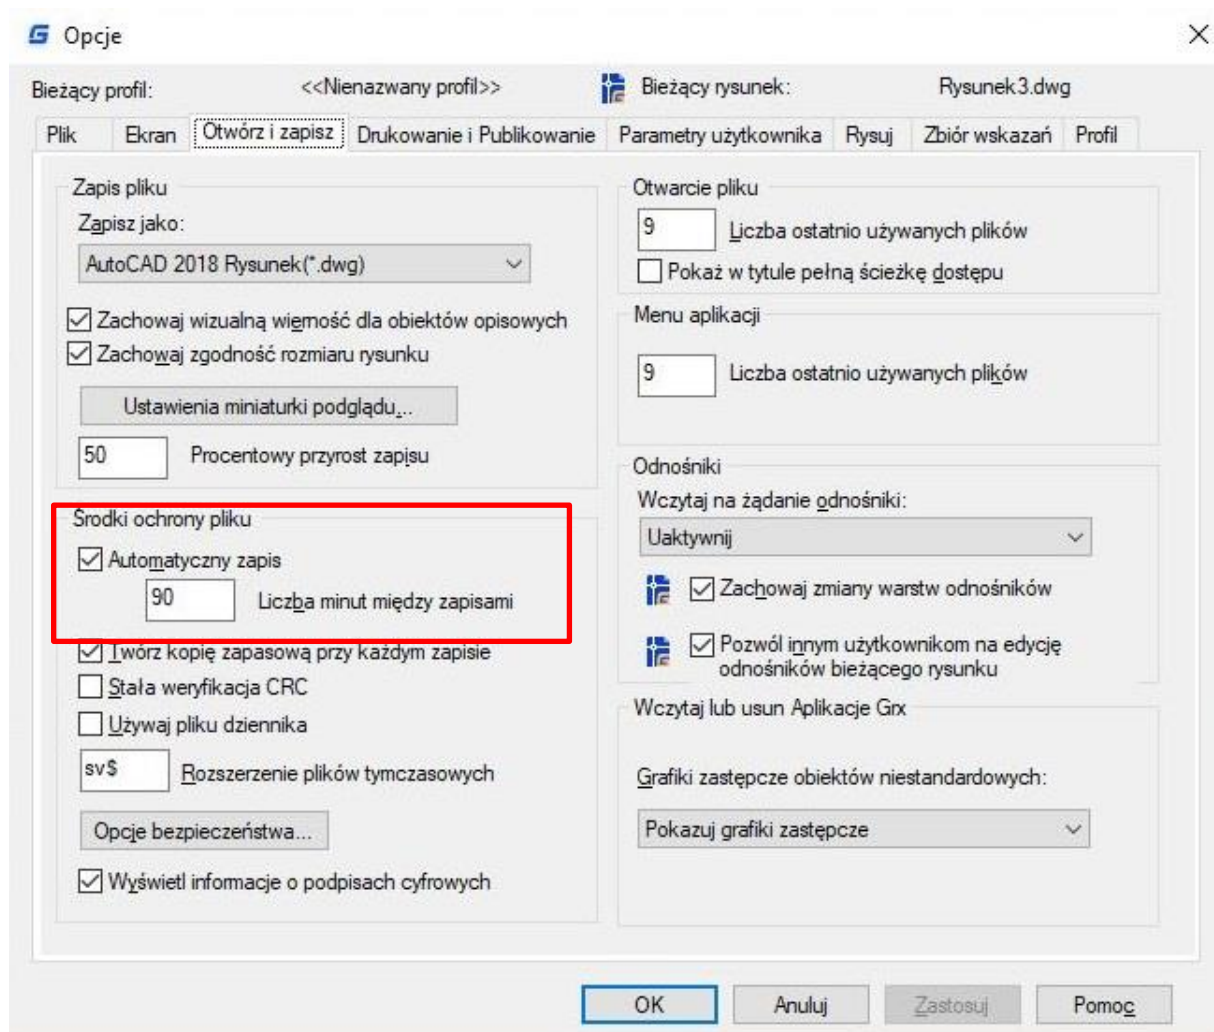 Opcje
Bieżący profil: <<Nienazwany profil>> Bieżący rysunek: Rysunek3.dwg
Plik Ekran Otwórz i zapisz Drukowanie i Publikowanie Parametry użytkownika Rysuj Zbiór wskazań Profil
Zapis pliku
Zapisz jako:
AutoCAD 2018 Rysunek(*.dwg)
Zachowaj wizualną wierność dla obiektów opisowych
Zachowaj zgodność rozmiaru rysunku
Ustawienia miniaturki podglądu...
50 Procentowy przyrost zapisu
Środki ochrony pliku
Automatyczny zapis
90 Liczba minut między zapisami
Twórz kopię zapasową przy każdym zapisie
Stała weryfikacja CRC
Używaj pliku dziennika
sv$ Rozszerzenie plików tymczasowych
Opcje bezpieczeństwa...
Wyświetl informacje o podpisach cyfrowych
Otwarcie pliku
9 Liczba ostatnio używanych plików
Pokaż w tytule pełną ścieżkę dostępu
Menu aplikacji
9 Liczba ostatnio używanych plików
Odnośniki
Wczytaj na żądanie odnośniki:
Uaktywnij
Zachowaj zmiany warstw odnośników
Pozwól innym użytkownikom na edycję
odnośników bieżącego rysunku
Wczytaj lub usun Aplikacje Grx
Grafiki zastępcze obiektów niestandardowych:
Pokazuj grafiki zastępcze
OK Anuluj Zastosuj Pomoc